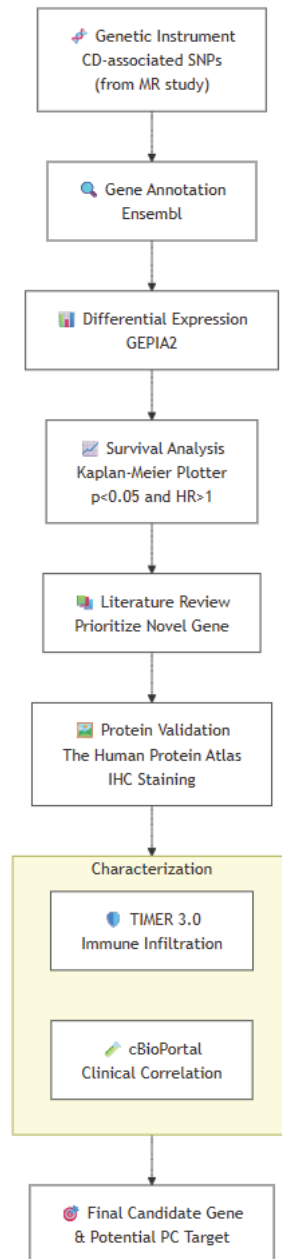 Genetic Instrument
CD-associated SNPs
(from MR study)
Gene Annotation
Ensembl
Differential Expression
GEPIA2
Survival Analysis
Kaplan-Meier Plotter
p<0.05 and HR>1
Literature Review
Prioritize Novel Gene
Protein Validation
The Human Protein Atlas
IHC Staining
Characterization
TIMER 3.0
Immune Infiltration
cBioPortal
Clinical Correlation
Final Candidate Gene
& Potential PC Target